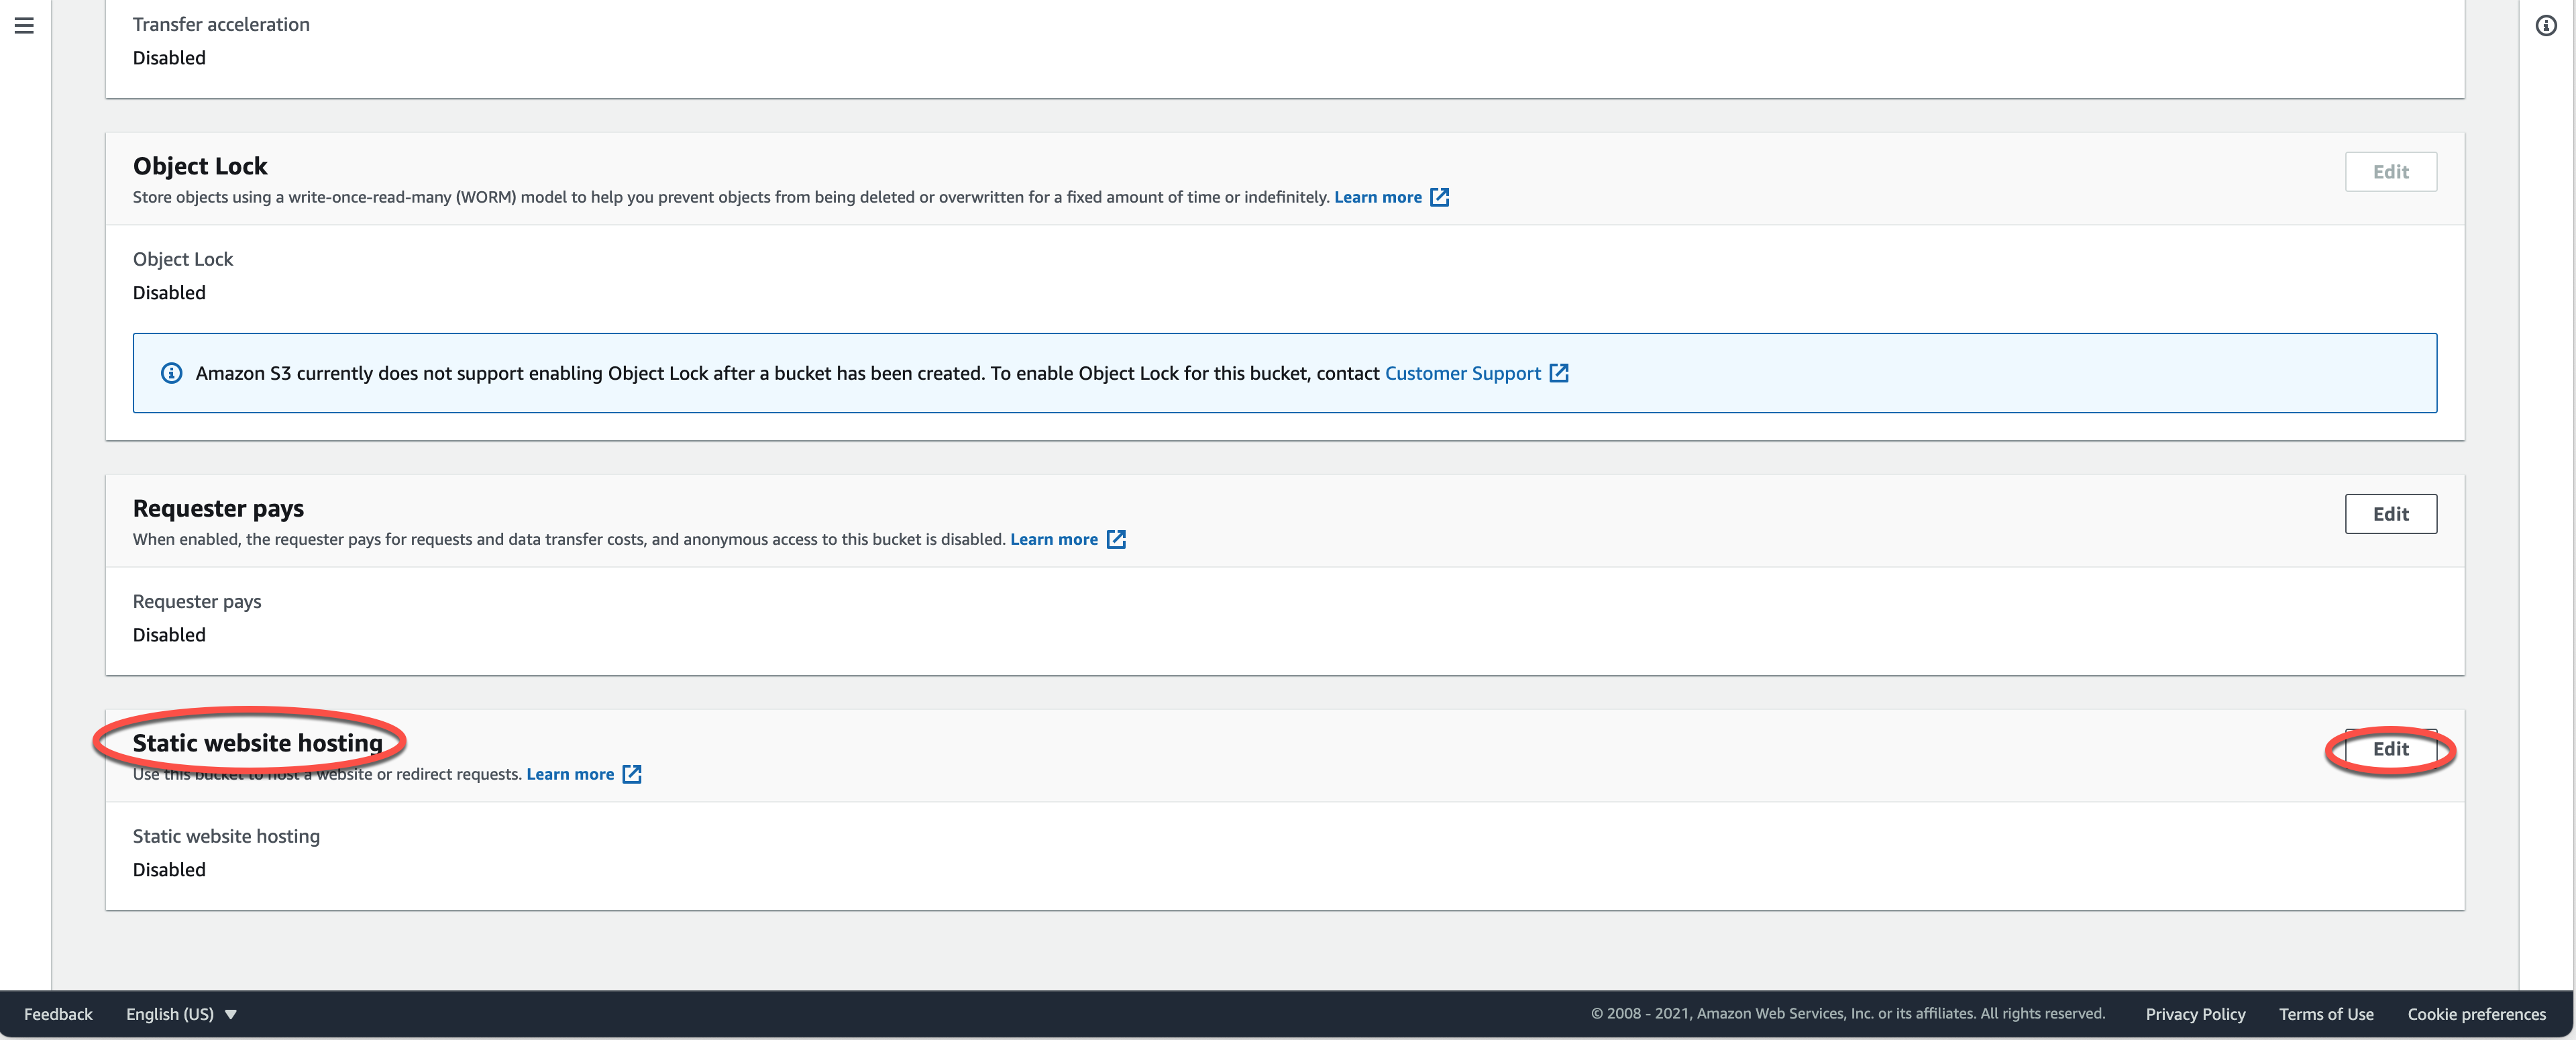 Transfer acceleration
Disabled
Object Lock
Edit
Store objects using a write-once-read-many (WORM) model to help you prevent objects from being deleted or overwritten for a fixed amount of time or indefinitely. Learn more
Object Lock
Disabled
Amazon S3 currently does not support enabling Object Lock after a bucket has been created. To enable Object Lock for this bucket, contact Customer Support
Requester pays
Edit
When enabled, the requester pays for requests and data transfer costs, and anonymous access to this bucket is disabled. Learn more
Requester pays
Disabled
Static website hosting
Edit
Use this bucket to host a website or redirect requests. Learn more
Static website hosting
Disabled
Feedback English (US) © 2008 - 2021, Amazon Web Services, Inc. or its affiliates. All rights reserved. Privacy Policy Terms of Use Cookie preferences